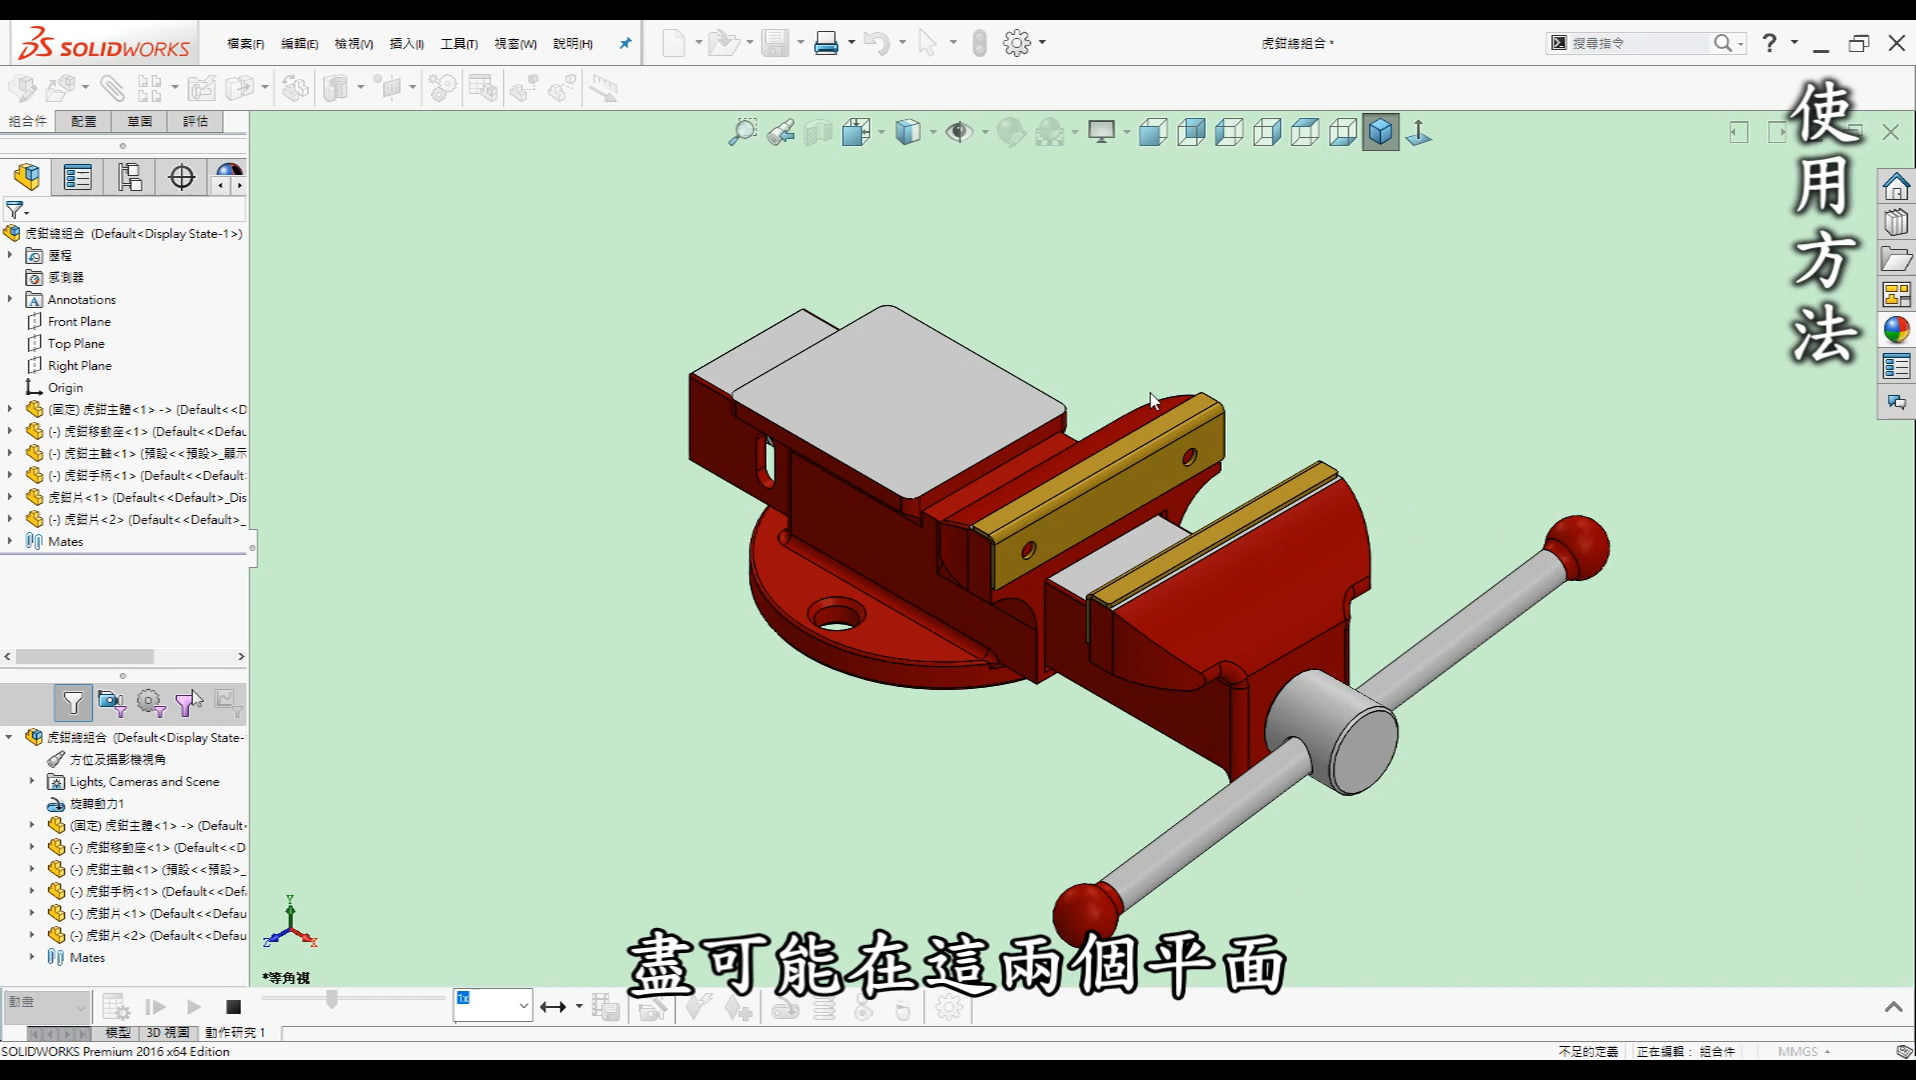 SOLIDWORKS 檔案(F) 編輯(E) 檢視(V) 插入(I) 工具(T) 視窗(W) 說明(H) 虎鉗總組合 * 搜尋指令 ?
組合件 配置 草圖 評估
使用方法
虎鉗總組合 (Default<Display State-1>)
歷程
感測器
Annotations
Front Plane
Top Plane
Right Plane
Origin
(固定) 虎鉗主體<1> -> (Default<<D
(-) 虎鉗移動座<1> (Default<<Defau
(-) 虎鉗主軸<1> (預設<<預設>_顯示
(-) 虎鉗手柄<1> (Default<<Default
虎鉗片<1> (Default<<Default>_Dis
(-) 虎鉗片<2> (Default<<Default>_
Mates
虎鉗總組合 (Default<Display State-
方位及攝影機視角
Lights, Cameras and Scene
旋轉動力1
(固定) 虎鉗主體<1> -> (Default
(-) 虎鉗移動座<1> (Default<<D
(-) 虎鉗主軸<1> (預設<<預設>_
(-) 虎鉗手柄<1> (Default<<Def
(-) 虎鉗片<1> (Default<<Defau
(-) 虎鉗片<2> (Default<<Defau
Mates
Y
Z X
*等角視
盡可能在這兩個平面
動畫 1x
模型 3D 視圖 動作研究 1
SOLIDWORKS Premium 2016 x64 Edition 不足的定義 正在編輯： 組合件 MMGS